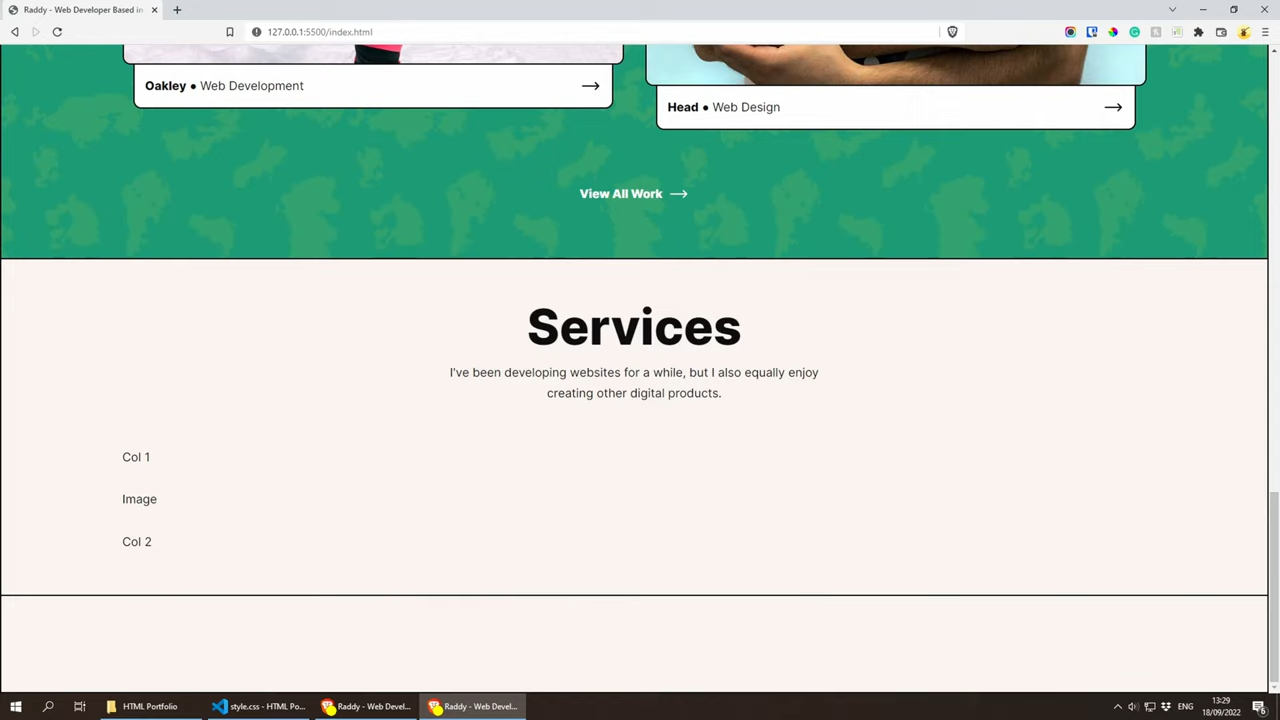 Raddy - Web Developer Based in
127.0.0.1:5500/index.html
Oakley ● Web Development
Head ● Web Design
View All Work
Services
I've been developing websites for a while, but I also equally enjoy
creating other digital products.
Col 1
Image
Col 2
HTML Portfolio
style.css - HTML Po...
Raddy - Web Devel...
Raddy - Web Devel...
ENG
13:29
18/09/2022
6